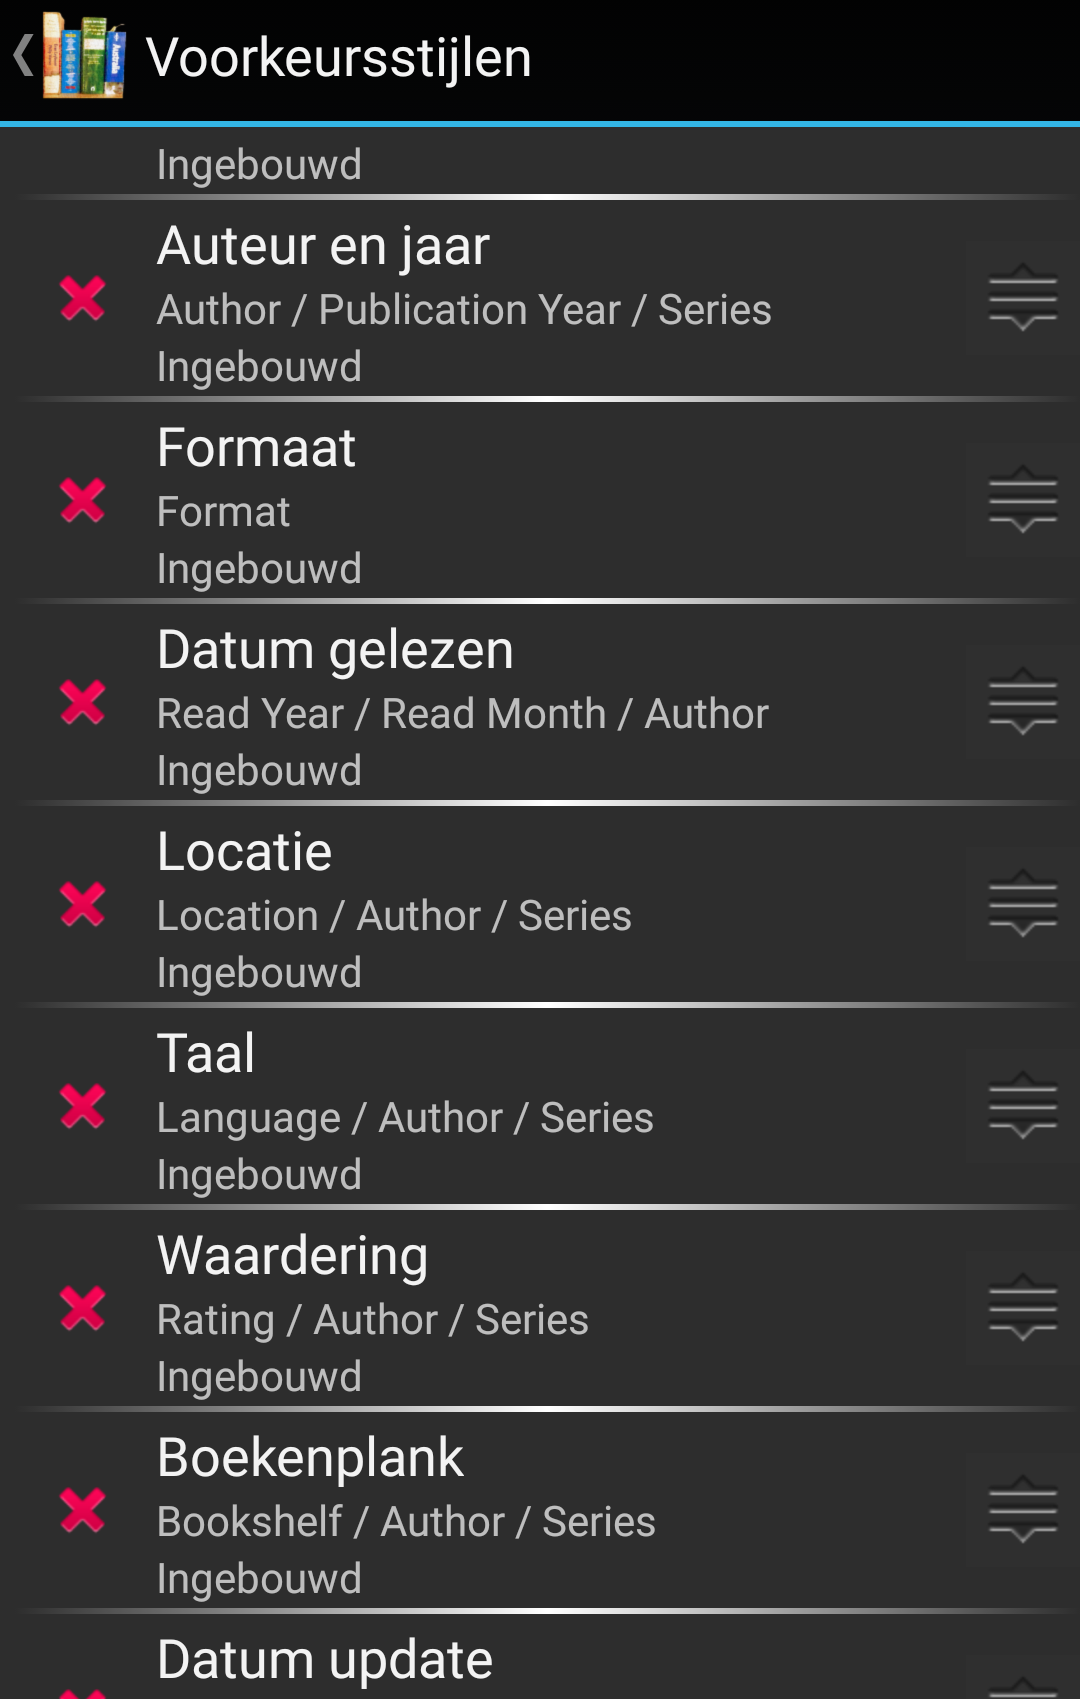 Voorkeursstijlen
Ingebouwd
Auteur en jaar
Author / Publication Year / Series
Ingebouwd
Formaat
Format
Ingebouwd
Datum gelezen
Read Year / Read Month / Author
Ingebouwd
Locatie
Location / Author / Series
Ingebouwd
Taal
Language / Author / Series
Ingebouwd
Waardering
Rating / Author / Series
Ingebouwd
Boekenplank
Bookshelf / Author / Series
Ingebouwd
Datum update